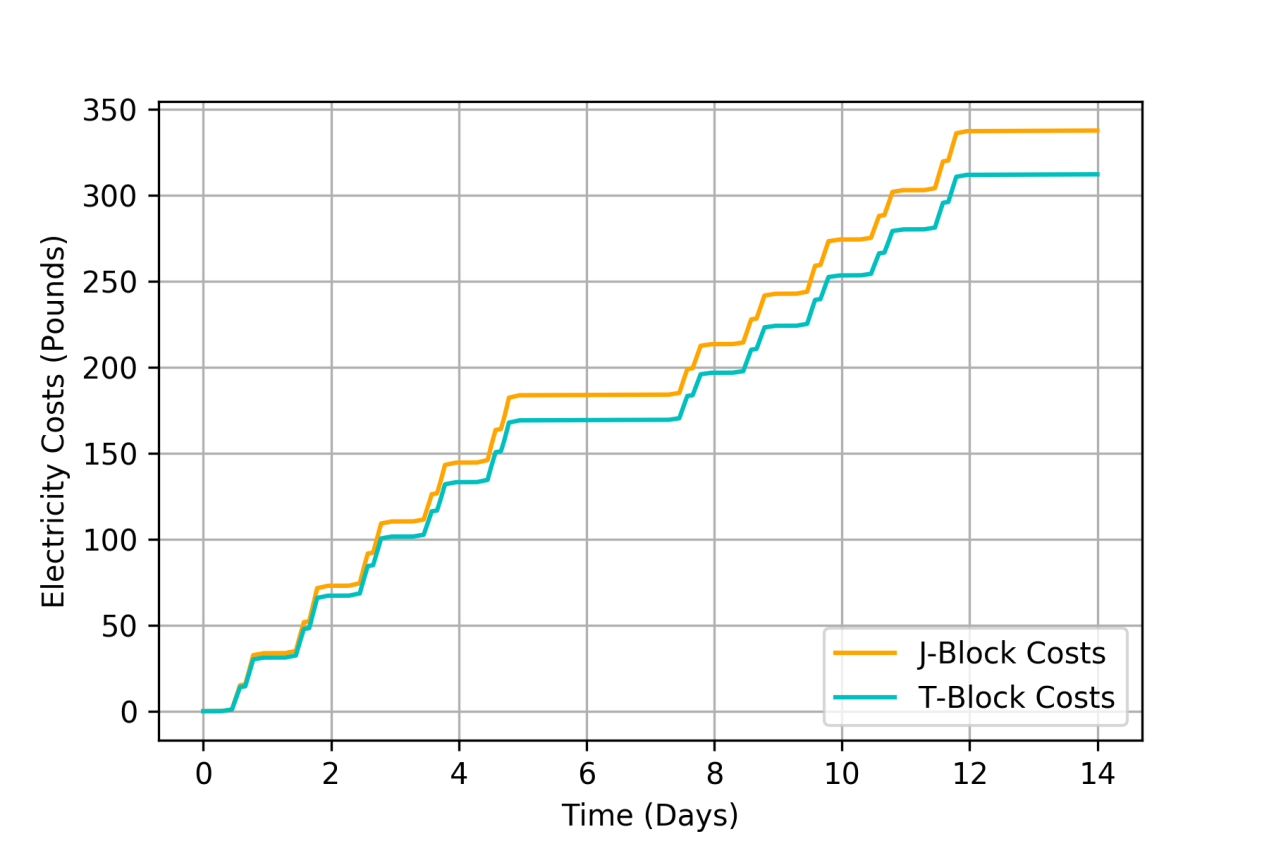 350
300
250
200
150
100
50
0
Electricity Costs (Pounds)
J-Block Costs
T-Block Costs
0 2 4 6 8 10 12 14
Time (Days)